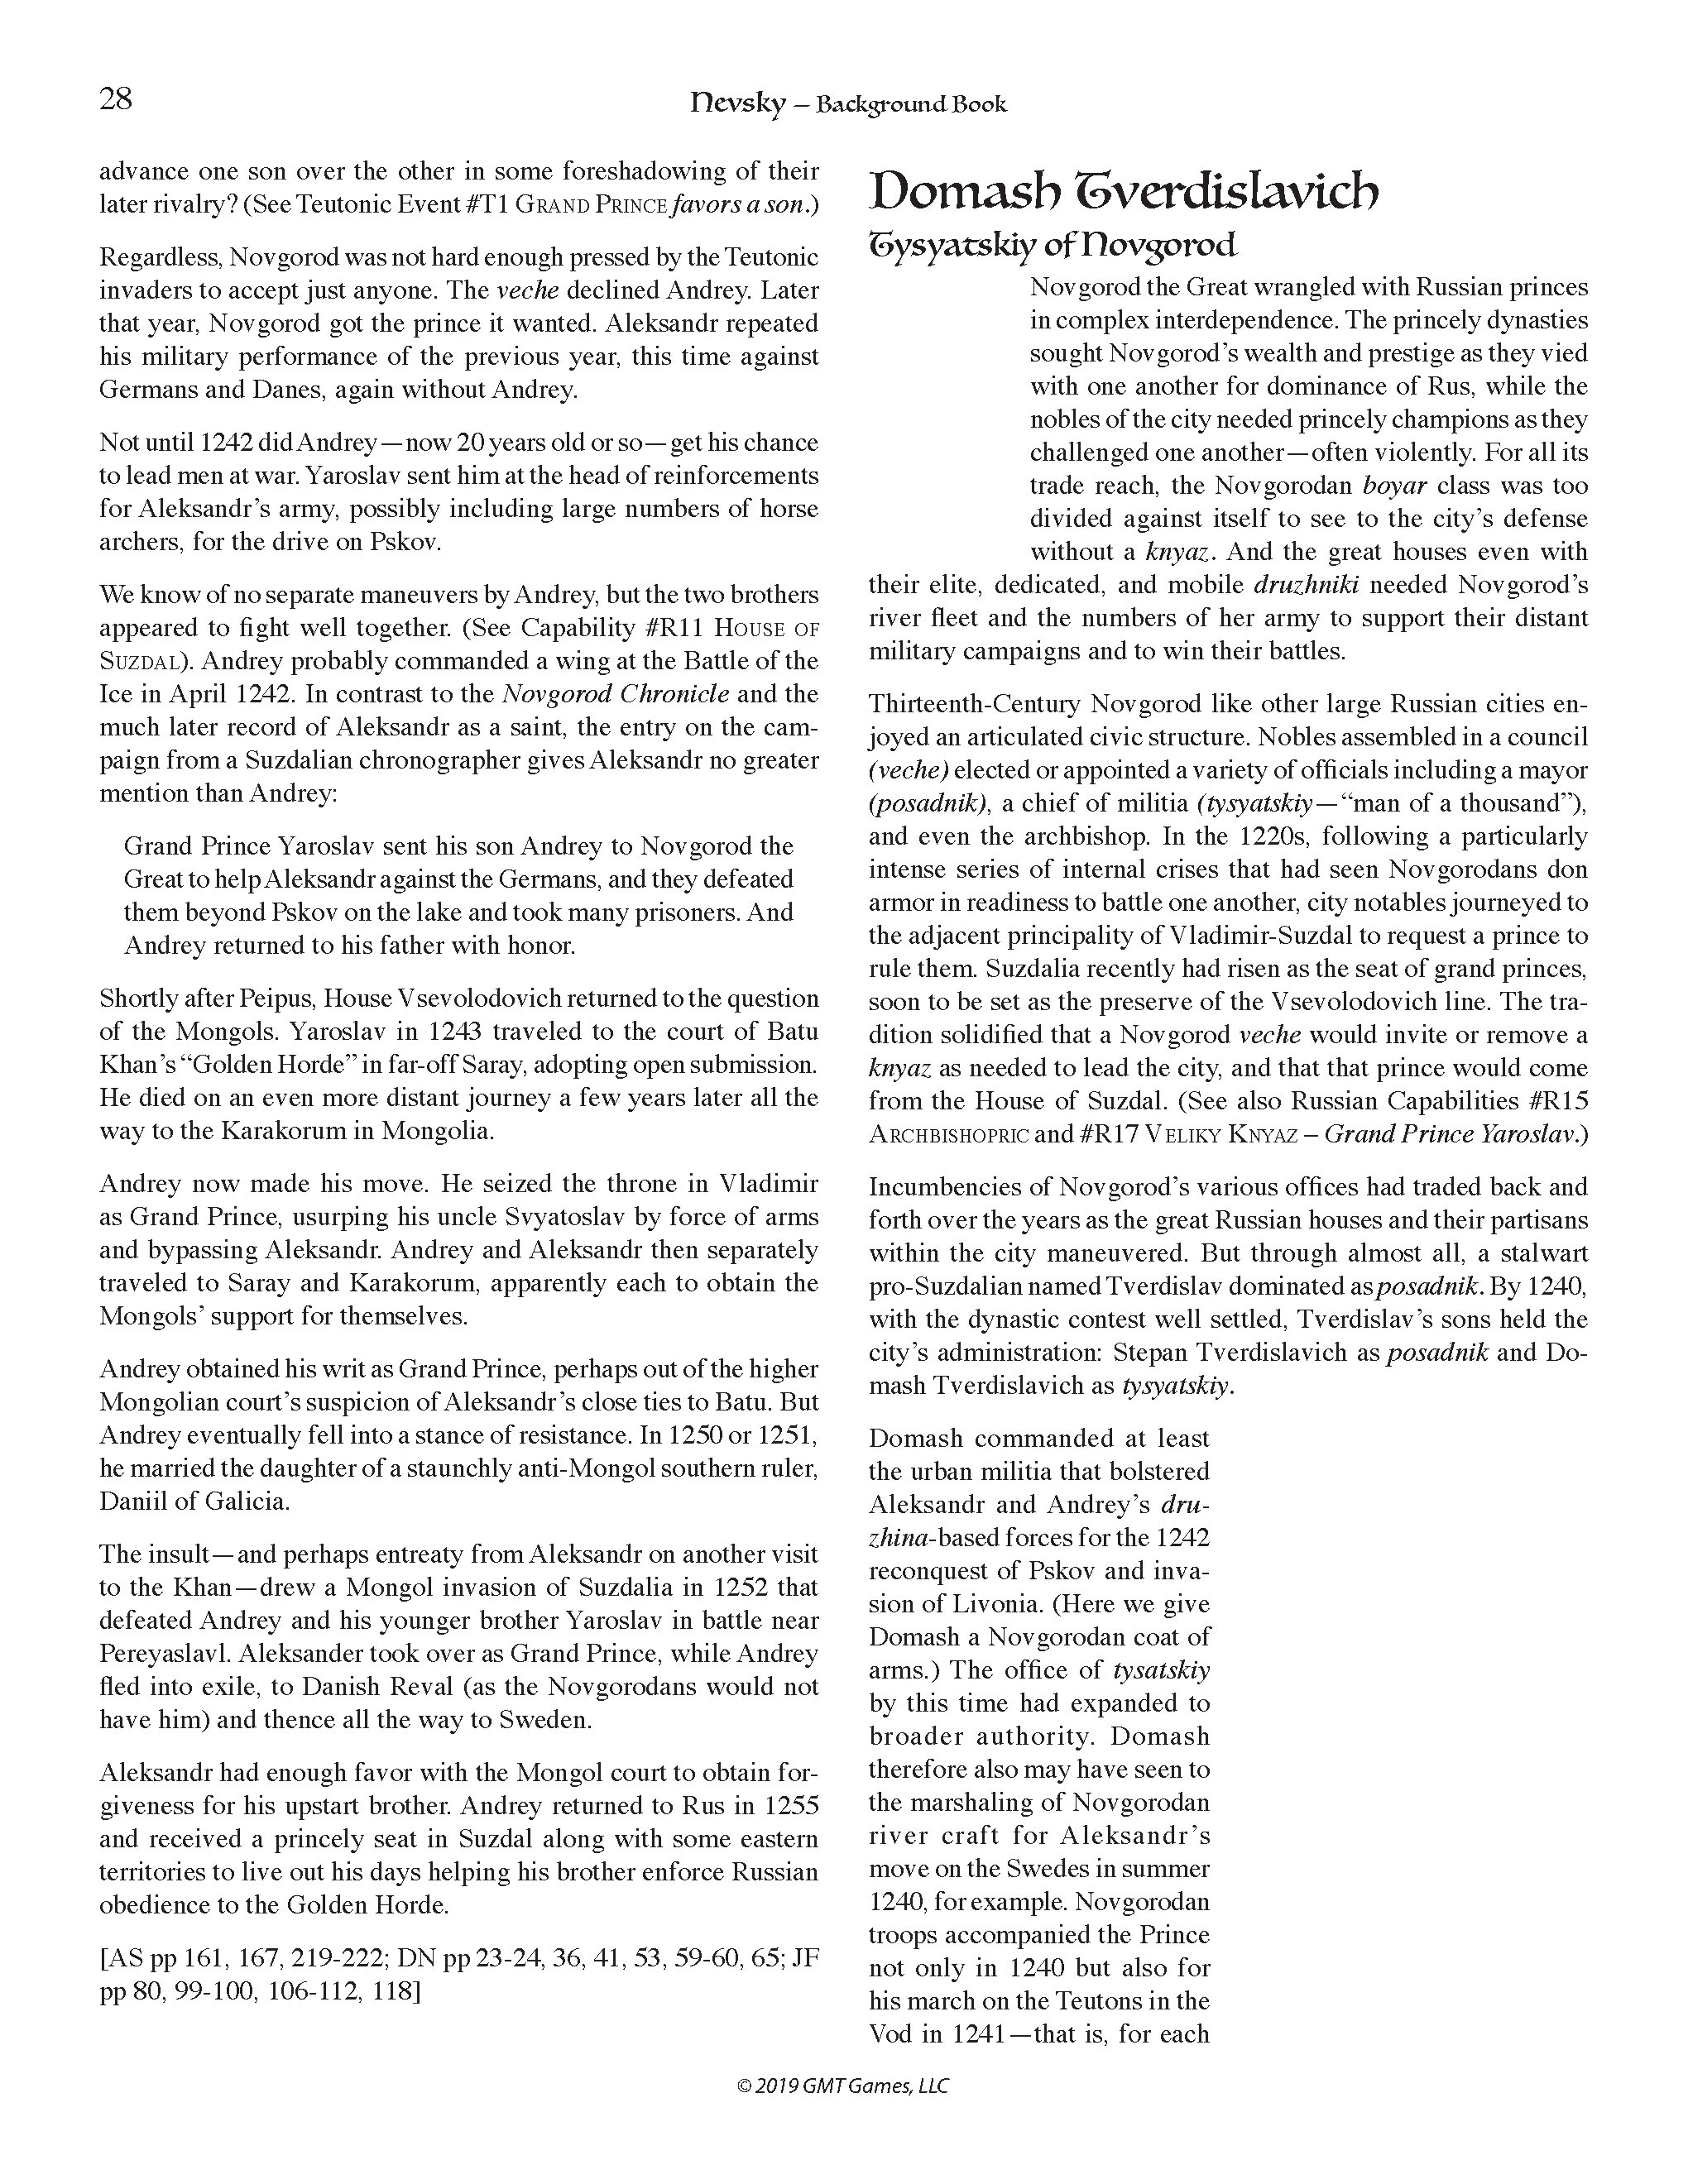 28
Nevsky – Background Book
advance one son over the other in some foreshadowing of their
later rivalry? (See Teutonic Event #T1 Grand Prince favors a son.)
Regardless, Novgorod was not hard enough pressed by the Teutonic
invaders to accept just anyone. The veche declined Andrey. Later
that year, Novgorod got the prince it wanted. Aleksandr repeated
his military performance of the previous year, this time against
Germans and Danes, again without Andrey.
Not until 1242 did Andrey—now 20 years old or so—get his chance
to lead men at war. Yaroslav sent him at the head of reinforcements
for Aleksandr’s army, possibly including large numbers of horse
archers, for the drive on Pskov.
We know of no separate maneuvers by Andrey, but the two brothers
appeared to fight well together. (See Capability #R11 House of
Suzdal). Andrey probably commanded a wing at the Battle of the
Ice in April 1242. In contrast to the Novgorod Chronicle and the
much later record of Aleksandr as a saint, the entry on the cam-
paign from a Suzdalian chronographer gives Aleksandr no greater
mention than Andrey:
Grand Prince Yaroslav sent his son Andrey to Novgorod the
Great to help Aleksandr against the Germans, and they defeated
them beyond Pskov on the lake and took many prisoners. And
Andrey returned to his father with honor.
Shortly after Peipus, House Vsevolodovich returned to the question
of the Mongols. Yaroslav in 1243 traveled to the court of Batu
Khan’s “Golden Horde” in far-off Saray, adopting open submission.
He died on an even more distant journey a few years later all the
way to the Karakorum in Mongolia.
Andrey now made his move. He seized the throne in Vladimir
as Grand Prince, usurping his uncle Svyatoslav by force of arms
and bypassing Aleksandr. Andrey and Aleksandr then separately
traveled to Saray and Karakorum, apparently each to obtain the
Mongols’ support for themselves.
Andrey obtained his writ as Grand Prince, perhaps out of the higher
Mongolian court’s suspicion of Aleksandr’s close ties to Batu. But
Andrey eventually fell into a stance of resistance. In 1250 or 1251,
he married the daughter of a staunchly anti-Mongol southern ruler,
Daniil of Galicia.
The insult—and perhaps entreaty from Aleksandr on another visit
to the Khan—drew a Mongol invasion of Suzdalia in 1252 that
defeated Andrey and his younger brother Yaroslav in battle near
Pereyaslavl. Aleksander took over as Grand Prince, while Andrey
fled into exile, to Danish Reval (as the Novgorodans would not
have him) and thence all the way to Sweden.
Aleksandr had enough favor with the Mongol court to obtain for-
giveness for his upstart brother. Andrey returned to Rus in 1255
and received a princely seat in Suzdal along with some eastern
territories to live out his days helping his brother enforce Russian
obedience to the Golden Horde.
[AS pp 161, 167, 219-222; DN pp 23-24, 36, 41, 53, 59-60, 65; JF
pp 80, 99-100, 106-112, 118]
Domash Tverdislavich
Tysyatskiy of Novgorod
Novgorod the Great wrangled with Russian princes
in complex interdependence. The princely dynasties
sought Novgorod’s wealth and prestige as they vied
with one another for dominance of Rus, while the
nobles of the city needed princely champions as they
challenged one another—often violently. For all its
trade reach, the Novgorodan boyar class was too
divided against itself to see to the city’s defense
without a knyaz. And the great houses even with
their elite, dedicated, and mobile druzhniki needed Novgorod’s
river fleet and the numbers of her army to support their distant
military campaigns and to win their battles.
Thirteenth-Century Novgorod like other large Russian cities en-
joyed an articulated civic structure. Nobles assembled in a council
(veche) elected or appointed a variety of officials including a mayor
(posadnik), a chief of militia (tysyatskiy—“man of a thousand”),
and even the archbishop. In the 1220s, following a particularly
intense series of internal crises that had seen Novgorodans don
armor in readiness to battle one another, city notables journeyed to
the adjacent principality of Vladimir-Suzdal to request a prince to
rule them. Suzdalia recently had risen as the seat of grand princes,
soon to be set as the preserve of the Vsevolodovich line. The tra-
dition solidified that a Novgorod veche would invite or remove a
knyaz as needed to lead the city, and that that prince would come
from the House of Suzdal. (See also Russian Capabilities #R15
Archbishopric and #R17 Veliky Knyaz – Grand Prince Yaroslav.)
Incumbencies of Novgorod’s various offices had traded back and
forth over the years as the great Russian houses and their partisans
within the city maneuvered. But through almost all, a stalwart
pro-Suzdalian named Tverdislav dominated as posadnik. By 1240,
with the dynastic contest well settled, Tverdislav’s sons held the
city’s administration: Stepan Tverdislavich as posadnik and Do-
mash Tverdislavich as tysyatskiy.
Domash commanded at least
the urban militia that bolstered
Aleksandr and Andrey’s dru-
zhina-based forces for the 1242
reconquest of Pskov and inva-
sion of Livonia. (Here we give
Domash a Novgorodan coat of
arms.) The office of tysatskiy
by this time had expanded to
broader authority. Domash
therefore also may have seen to
the marshaling of Novgorodan
river craft for Aleksandr’s
move on the Swedes in summer
1240, for example. Novgorodan
troops accompanied the Prince
not only in 1240 but also for
his march on the Teutons in the
Vod in 1241—that is, for each
© 2019 GMT Games, LLC